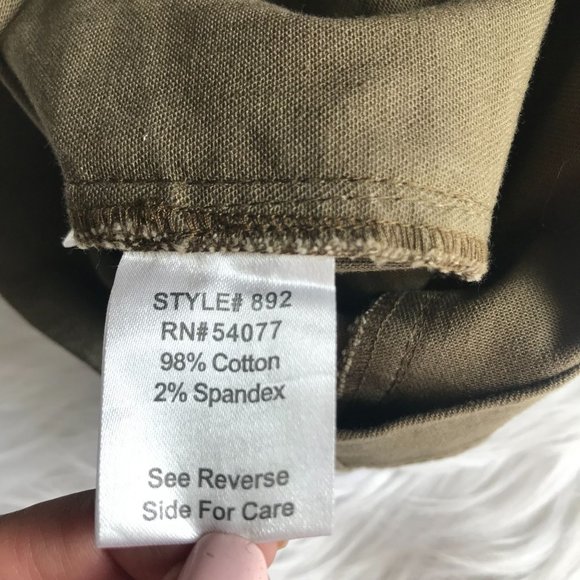 STYLE# 892
RN#54077
98% Cotton
2% Spandex
See Reverse
Side For Care